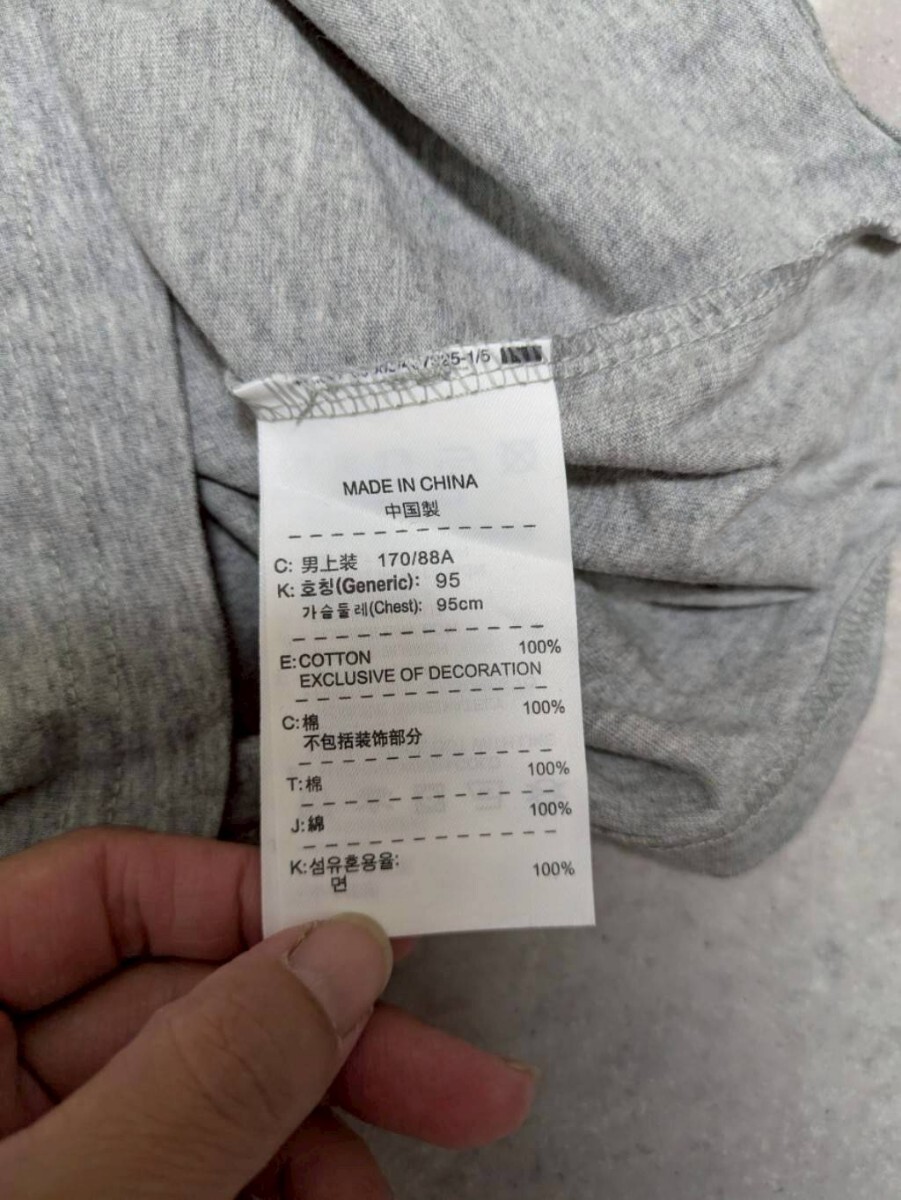 MADE IN CHINA
中国製
C: 男上装 170/88A
K: 호칭(Generic): 95
가슴둘레(Chest): 95cm
E: COTTON 100%
EXCLUSIVE OF DECORATION
C: 棉 100%
不包括装饰部分
T: 棉 100%
J: 綿 100%
K: 섬유혼용율:
면 100%